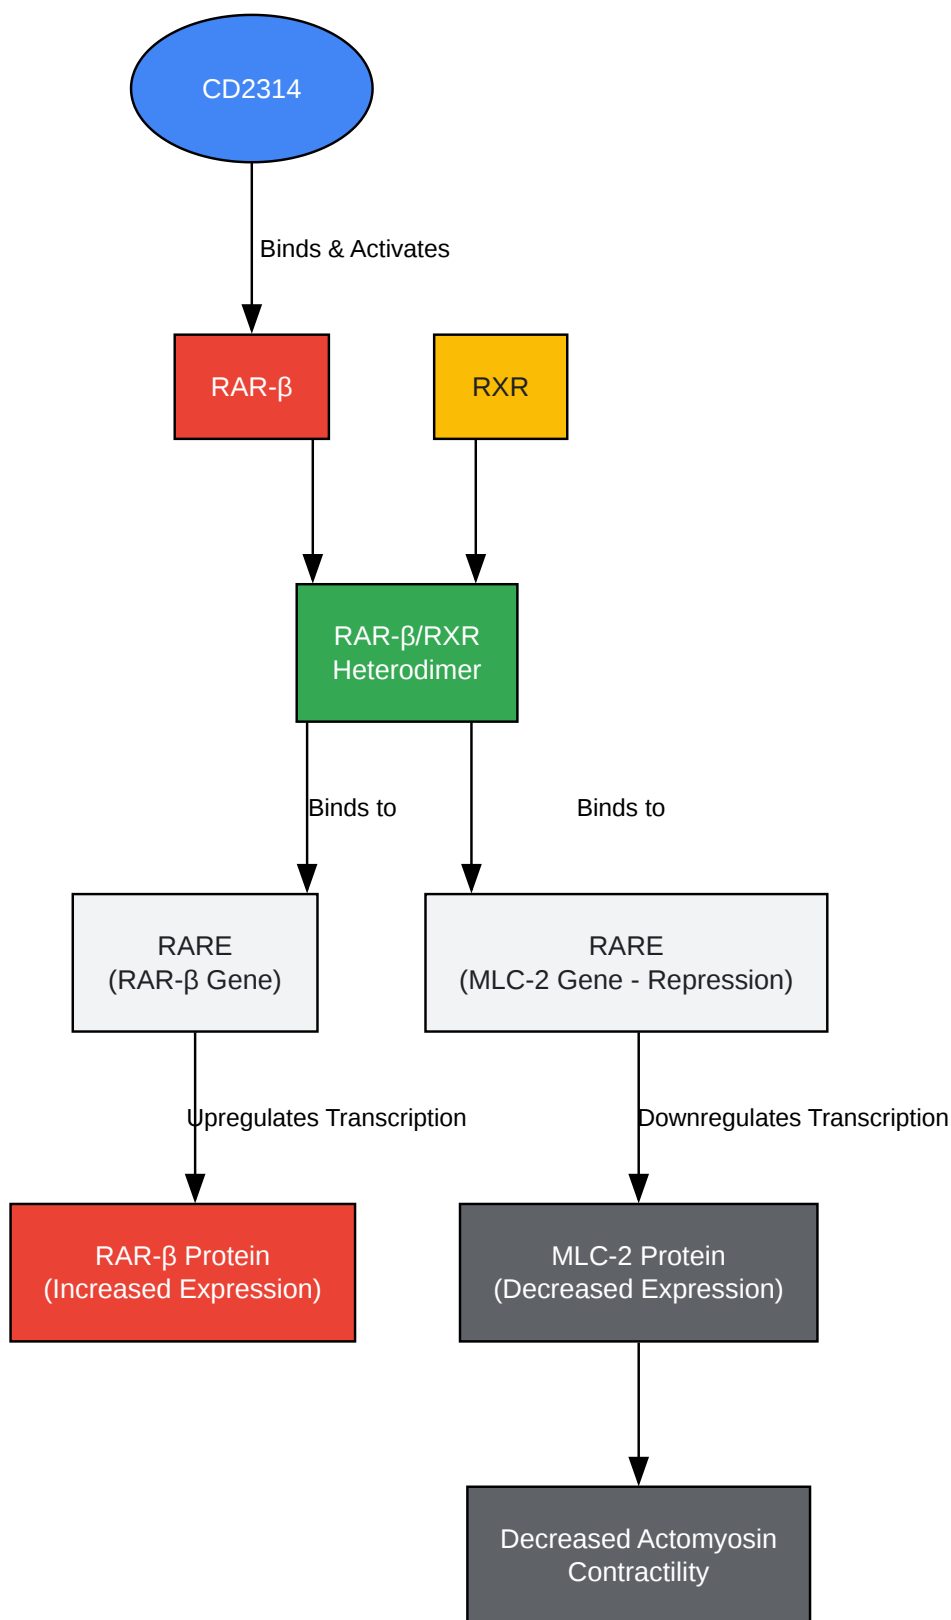 CD2314
Binds & Activates
RAR-β
RXR
RAR-β/RXR
Heterodimer
Binds to
Binds to
RARE
(RAR-β Gene)
RARE
(MLC-2 Gene - Repression)
Upregulates Transcription
Downregulates Transcription
RAR-β Protein
(Increased Expression)
MLC-2 Protein
(Decreased Expression)
Decreased Actomyosin
Contractility